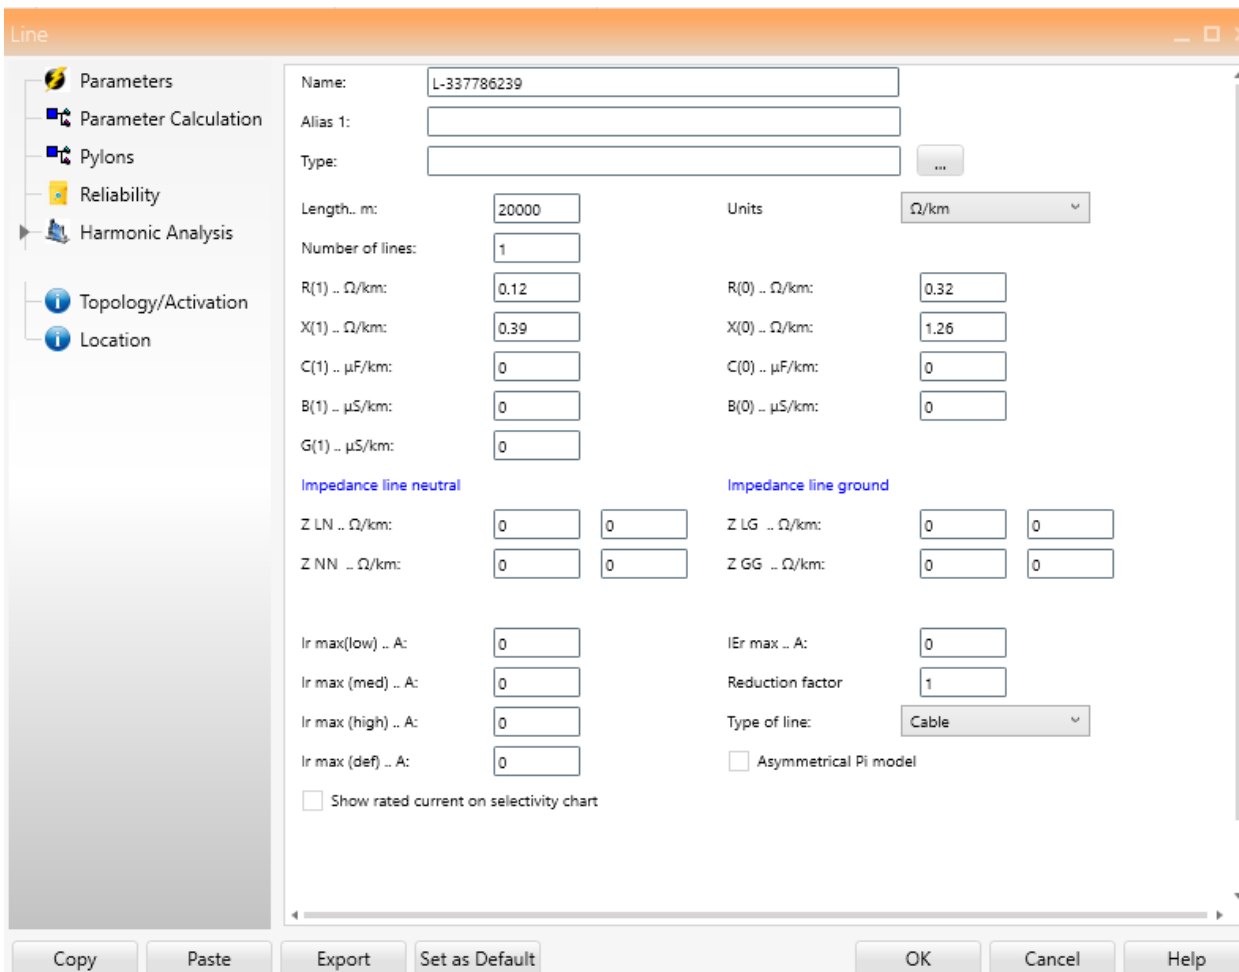 Line
Parameters
Parameter Calculation
Pylons
Reliability
Harmonic Analysis
Topology/Activation
Location
Name: L-337786239
Alias 1:
Type: ...
Length.. m: 20000 Units Ω/km
Number of lines: 1
R(1) .. Ω/km: 0.12 R(0) .. Ω/km: 0.32
X(1) .. Ω/km: 0.39 X(0) .. Ω/km: 1.26
C(1) .. μF/km: 0 C(0) .. μF/km: 0
B(1) .. μS/km: 0 B(0) .. μS/km: 0
G(1) .. μS/km: 0
Impedance line neutral Impedance line ground
Z LN .. Ω/km: 0 0 Z LG .. Ω/km: 0 0
Z NN .. Ω/km: 0 0 Z GG .. Ω/km: 0 0
Ir max(low) .. A: 0 IEr max .. A: 0
Ir max (med) .. A: 0 Reduction factor 1
Ir max (high) .. A: 0 Type of line: Cable
Ir max (def) .. A: 0 Asymmetrical Pi model
Show rated current on selectivity chart
Copy Paste Export Set as Default OK Cancel Help